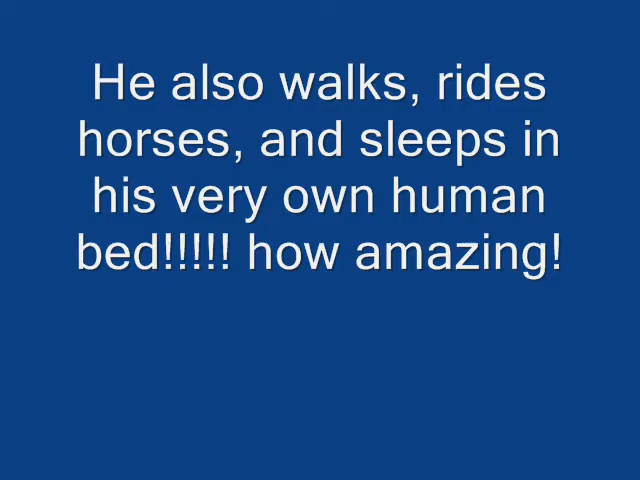 He also walks, rides
horses, and sleeps in
his very own human
bed!!!!! how amazing!